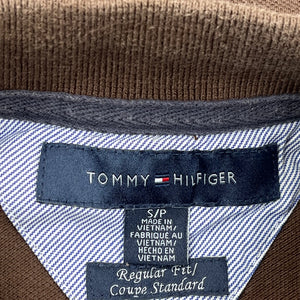 TOMMY HILFIGER
S/P
MADE IN
VIETNAM/
FABRIQUÉ AU
VIETNAM/
HECHO EN
VIETNAM
Regular Fit/
Coupe Standard